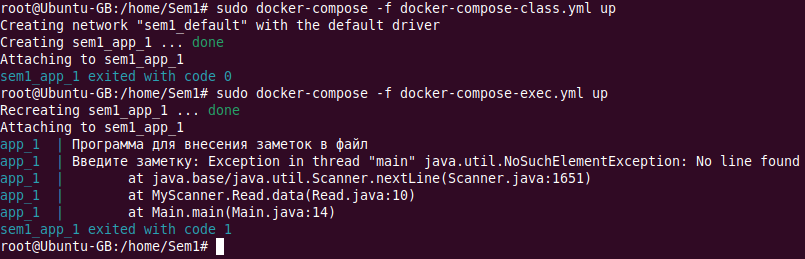 root@Ubuntu-GB:/home/Sem1# sudo docker-compose -f docker-compose-class.yml up
Creating network "sem1_default" with the default driver
Creating sem1_app_1 ... done
Attaching to sem1_app_1
sem1_app_1 exited with code 0
root@Ubuntu-GB:/home/Sem1# sudo docker-compose -f docker-compose-exec.yml up
Recreating sem1_app_1 ... done
Attaching to sem1_app_1
app_1  | Программа для внесения заметок в файл
app_1  | Введите заметку: Exception in thread "main" java.util.NoSuchElementException: No line found
app_1  |        at java.base/java.util.Scanner.nextLine(Scanner.java:1651)
app_1  |        at MyScanner.Read.data(Read.java:10)
app_1  |        at Main.main(Main.java:14)
sem1_app_1 exited with code 1
root@Ubuntu-GB:/home/Sem1#